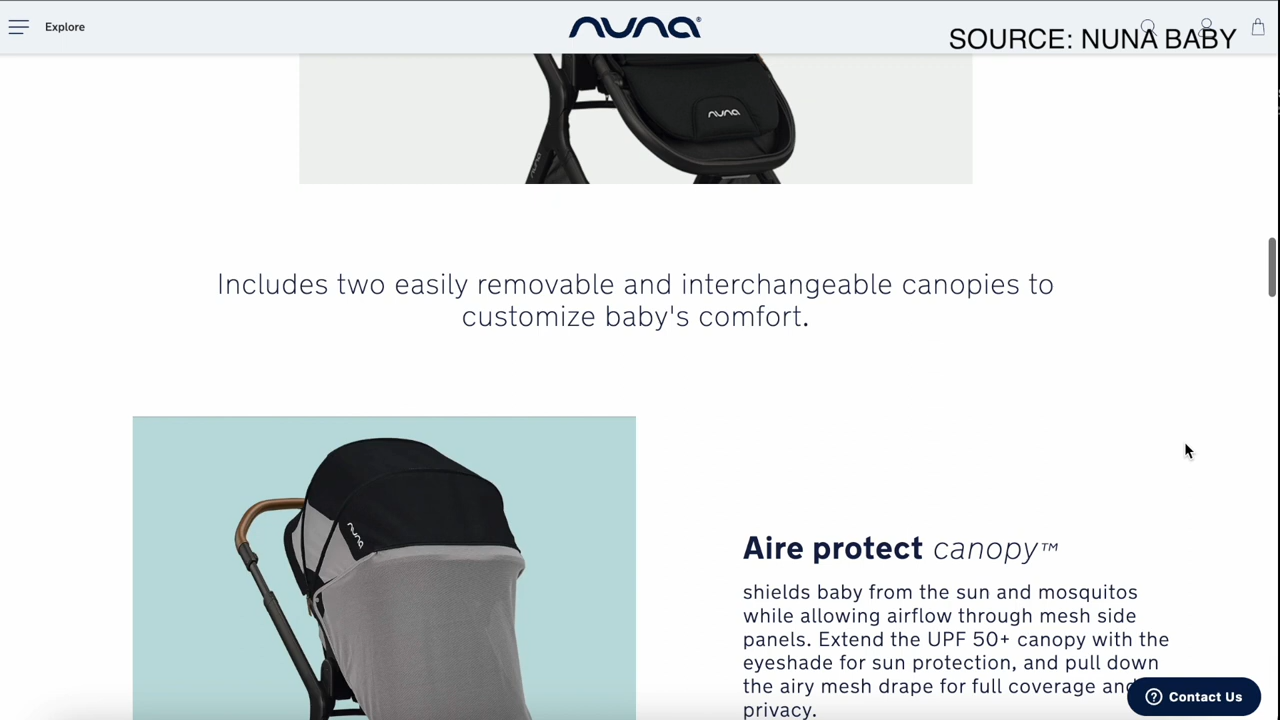 Explore
nuna®
SOURCE: NUNA BABY
nuna
nuna
Includes two easily removable and interchangeable canopies to
customize baby's comfort.
nuna
Aire protect canopy™
shields baby from the sun and mosquitos
while allowing airflow through mesh side
panels. Extend the UPF 50+ canopy with the
eyeshade for sun protection, and pull down
the airy mesh drape for full coverage and
privacy.
Contact Us